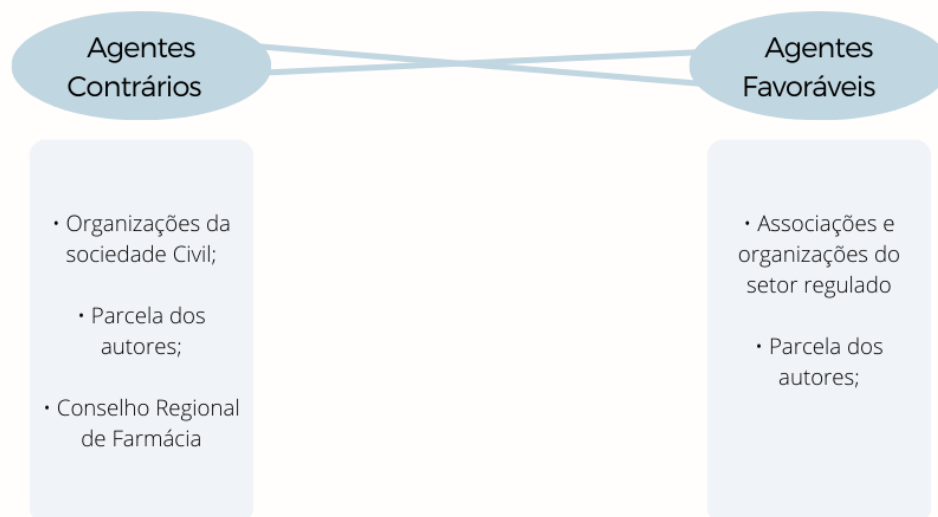 Agentes
Contrários
Agentes
Favoráveis
• Organizações da
sociedade Civil;
• Parcela dos
autores;
• Conselho Regional
de Farmácia
• Associações e
organizações do
setor regulado
• Parcela dos
autores;